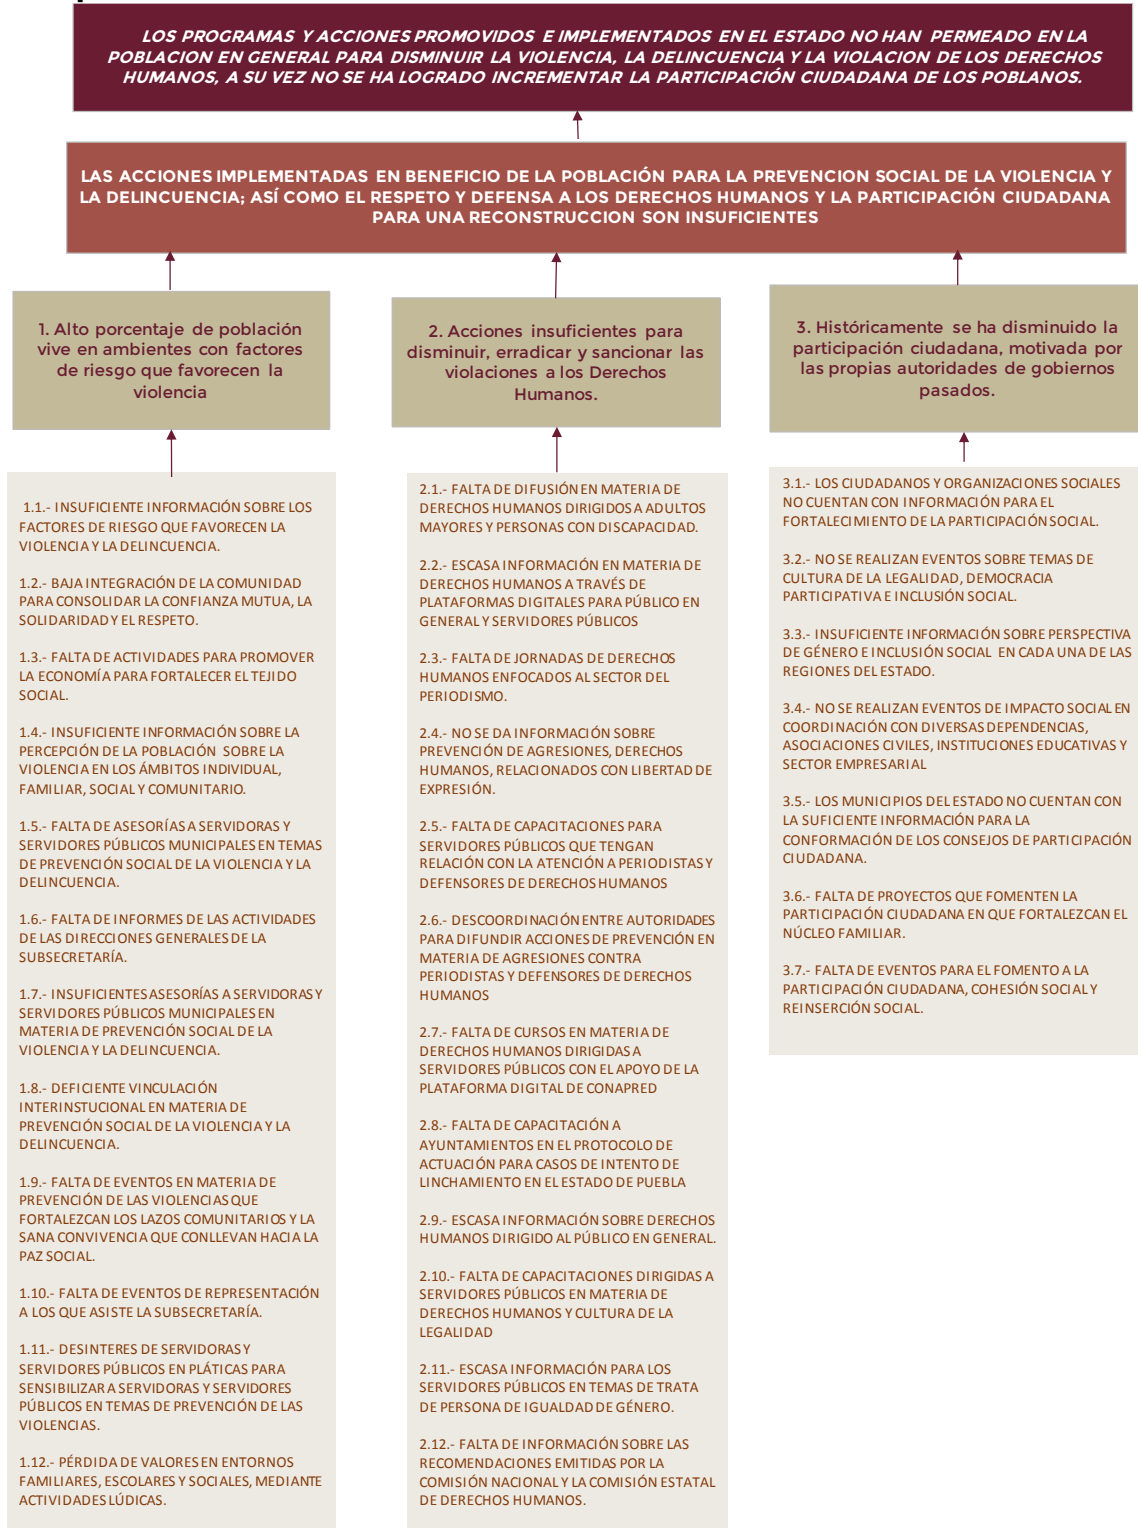 LOS PROGRAMAS Y ACCIONES PROMOVIDOS E IMPLEMENTADOS EN EL ESTADO NO HAN PERMEADO EN LA
POBLACION EN GENERAL PARA DISMINUIR LA VIOLENCIA, LA DELINCUENCIA Y LA VIOLACION DE LOS DERECHOS
HUMANOS, A SU VEZ NO SE HA LOGRADO INCREMENTAR LA PARTICIPACIÓN CIUDADANA DE LOS POBLANOS.
LAS ACCIONES IMPLEMENTADAS EN BENEFICIO DE LA POBLACIÓN PARA LA PREVENCION SOCIAL DE LA VIOLENCIA Y
LA DELINCUENCIA; ASÍ COMO EL RESPETO Y DEFENSA A LOS DERECHOS HUMANOS Y LA PARTICIPACIÓN CIUDADANA
PARA UNA RECONSTRUCCION SON INSUFICIENTES
1. Alto porcentaje de población
vive en ambientes con factores
de riesgo que favorecen la
violencia
2. Acciones insuficientes para
disminuir, erradicar y sancionar las
violaciones a los Derechos
Humanos.
3. Históricamente se ha disminuido la
participación ciudadana, motivada por
las propias autoridades de gobiernos
pasados.
1.1.- INSUFICIENTE INFORMACIÓN SOBRE LOS
FACTORES DE RIESGO QUE FAVORECEN LA
VIOLENCIA Y LA DELINCUENCIA.
1.2.- BAJA INTEGRACIÓN DE LA COMUNIDAD
PARA CONSOLIDAR LA CONFIANZA MUTUA, LA
SOLIDARIDAD Y EL RESPETO.
1.3.- FALTA DE ACTIVIDADES PARA PROMOVER
LA ECONOMÍA PARA FORTALECER EL TEJIDO
SOCIAL.
1.4.- INSUFICIENTE INFORMACIÓN SOBRE LA
PERCEPCIÓN DE LA POBLACIÓN SOBRE LA
VIOLENCIA EN LOS ÁMBITOS INDIVIDUAL,
FAMILIAR, SOCIAL Y COMUNITARIO.
1.5.- FALTA DE ASESORÍAS A SERVIDORAS Y
SERVIDORES PÚBLICOS MUNICIPALES EN TEMAS
DE PREVENCIÓN SOCIAL DE LA VIOLENCIA Y LA
DELINCUENCIA.
1.6.- FALTA DE INFORMES DE LAS ACTIVIDADES
DE LAS DIRECCIONES GENERALES DE LA
SUBSECRETARÍA.
1.7.- INSUFICIENTES ASESORÍAS A SERVIDORAS Y
SERVIDORES PÚBLICOS MUNICIPALES EN
MATERIA DE PREVENCIÓN SOCIAL DE LA
VIOLENCIA Y LA DELINCUENCIA.
1.8.- DEFICIENTE VINCULACIÓN
INTERINSTUCIONAL EN MATERIA DE
PREVENCIÓN SOCIAL DE LA VIOLENCIA Y LA
DELINCUENCIA.
1.9.- FALTA DE EVENTOS EN MATERIA DE
PREVENCIÓN DE LAS VIOLENCIAS QUE
FORTALEZCAN LOS LAZOS COMUNITARIOS Y LA
SANA CONVIVENCIA QUE CONLLEVAN HACIA LA
PAZ SOCIAL.
1.10.- FALTA DE EVENTOS DE REPRESENTACIÓN
A LOS QUE ASISTE LA SUBSECRETARÍA.
1.11.- DESINTERES DE SERVIDORAS Y
SERVIDORES PÚBLICOS EN PLÁTICAS PARA
SENSIBILIZAR A SERVIDORAS Y SERVIDORES
PÚBLICOS EN TEMAS DE PREVENCIÓN DE LAS
VIOLENCIAS.
1.12.- PÉRDIDA DE VALORES EN ENTORNOS
FAMILIARES, ESCOLARES Y SOCIALES, MEDIANTE
ACTIVIDADES LÚDICAS.
2.1.- FALTA DE DIFUSIÓN EN MATERIA DE
DERECHOS HUMANOS DIRIGIDOS A ADULTOS
MAYORES Y PERSONAS CON DISCAPACIDAD.
2.2.- ESCASA INFORMACIÓN EN MATERIA DE
DERECHOS HUMANOS A TRAVÉS DE
PLATAFORMAS DIGITALES PARA PÚBLICO EN
GENERAL Y SERVIDORES PÚBLICOS
2.3.- FALTA DE JORNADAS DE DERECHOS
HUMANOS ENFOCADOS AL SECTOR DEL
PERIODISMO.
2.4.- NO SE DA INFORMACIÓN SOBRE
PREVENCIÓN DE AGRESIONES, DERECHOS
HUMANOS, RELACIONADOS CON LIBERTAD DE
EXPRESIÓN.
2.5.- FALTA DE CAPACITACIONES PARA
SERVIDORES PÚBLICOS QUE TENGAN
RELACIÓN CON LA ATENCIÓN A PERIODISTAS Y
DEFENSORES DE DERECHOS HUMANOS
2.6.- DESCOORDINACIÓN ENTRE AUTORIDADES
PARA DIFUNDIR ACCIONES DE PREVENCIÓN EN
MATERIA DE AGRESIONES CONTRA
PERIODISTAS Y DEFENSORES DE DERECHOS
HUMANOS
2.7.- FALTA DE CURSOS EN MATERIA DE
DERECHOS HUMANOS DIRIGIDAS A
SERVIDORES PÚBLICOS CON EL APOYO DE LA
PLATAFORMA DIGITAL DE CONAPRED
2.8.- FALTA DE CAPACITACIÓN A
AYUNTAMIENTOS EN EL PROTOCOLO DE
ACTUACIÓN PARA CASOS DE INTENTO DE
LINCHAMIENTO EN EL ESTADO DE PUEBLA
2.9.- ESCASA INFORMACIÓN SOBRE DERECHOS
HUMANOS DIRIGIDO AL PÚBLICO EN GENERAL.
2.10.- FALTA DE CAPACITACIONES DIRIGIDAS A
SERVIDORES PÚBLICOS EN MATERIA DE
DERECHOS HUMANOS Y CULTURA DE LA
LEGALIDAD
2.11.- ESCASA INFORMACIÓN PARA LOS
SERVIDORES PÚBLICOS EN TEMAS DE TRATA
DE PERSONA DE IGUALDAD DE GÉNERO.
2.12.- FALTA DE INFORMACIÓN SOBRE LAS
RECOMENDACIONES EMITIDAS POR LA
COMISIÓN NACIONAL Y LA COMISIÓN ESTATAL
DE DERECHOS HUMANOS.
3.1.- LOS CIUDADANOS Y ORGANIZACIONES SOCIALES
NO CUENTAN CON INFORMACIÓN PARA EL
FORTALECIMIENTO DE LA PARTICIPACIÓN SOCIAL.
3.2.- NO SE REALIZAN EVENTOS SOBRE TEMAS DE
CULTURA DE LA LEGALIDAD, DEMOCRACIA
PARTICIPATIVA E INCLUSIÓN SOCIAL.
3.3.- INSUFICIENTE INFORMACIÓN SOBRE PERSPECTIVA
DE GÉNERO E INCLUSIÓN SOCIAL EN CADA UNA DE LAS
REGIONES DEL ESTADO.
3.4.- NO SE REALIZAN EVENTOS DE IMPACTO SOCIAL EN
COORDINACIÓN CON DIVERSAS DEPENDENCIAS,
ASOCIACIONES CIVILES, INSTITUCIONES EDUCATIVAS Y
SECTOR EMPRESARIAL
3.5.- LOS MUNICIPIOS DEL ESTADO NO CUENTAN CON
LA SUFICIENTE INFORMACIÓN PARA LA
CONFORMACIÓN DE LOS CONSEJOS DE PARTICIPACIÓN
CIUDADANA.
3.6.- FALTA DE PROYECTOS QUE FOMENTEN LA
PARTICIPACIÓN CIUDADANA EN QUE FORTALEZCAN EL
NÚCLEO FAMILIAR.
3.7.- FALTA DE EVENTOS PARA EL FOMENTO A LA
PARTICIPACIÓN CIUDADANA, COHESIÓN SOCIAL Y
REINSERCIÓN SOCIAL.